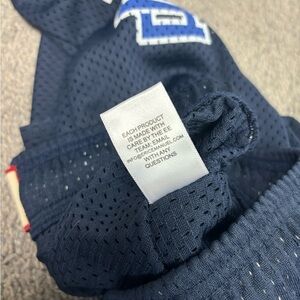 EACH PRODUCT
IS MADE WITH
CARE BY THE EE
TEAM, EMAIL
INFO@ERICEMANUEL.COM
WITH ANY
QUESTIONS